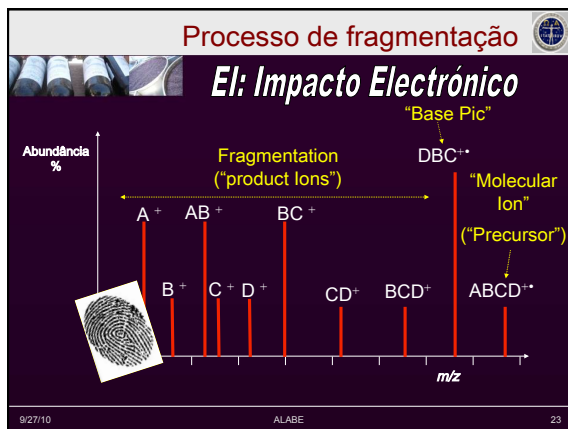 Processo de fragmentação
EI: Impacto Electrónico
"Base Pic"
Abundância
%
Fragmentation
("product Ions")
DBC+•
"Molecular
Ion"
("Precursor")
A +
AB +
BC +
B +
C +
D +
CD+
BCD+
ABCD+•
m/z
9/27/10
ALABE
23